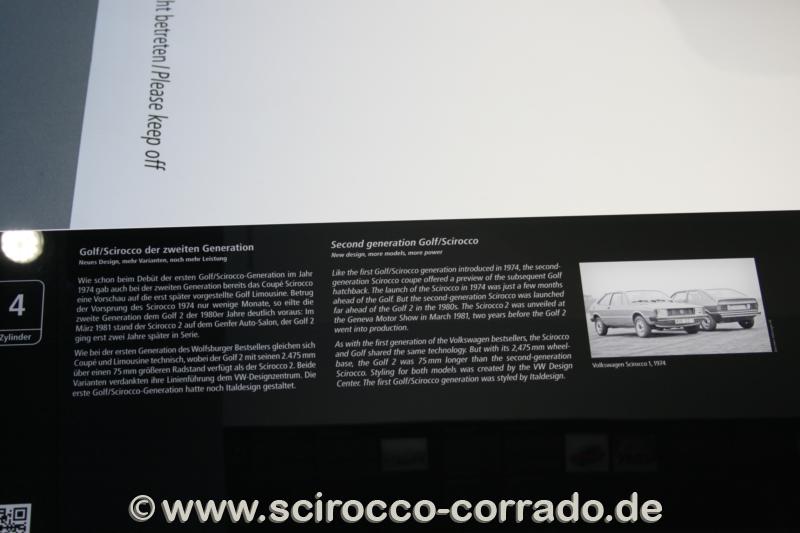 ht betreten / Please keep off
4
Zylinder
Golf/Scirocco der zweiten Generation
Neues Design, mehr Varianten, noch mehr Leistung
Wie schon beim Debüt der ersten Golf/Scirocco-Generation im Jahr
1974 gab auch bei der zweiten Generation bereits das Coupé Scirocco
eine Vorschau auf die erst später vorgestellte Golf Limousine. Betrug
der Vorsprung des Scirocco 1974 nur wenige Monate, so eilte die
zweite Generation dem Golf 2 der 1980er Jahre deutlich voraus: Im
März 1981 stand der Scirocco 2 auf dem Genfer Auto-Salon, der Golf 2
ging erst zwei Jahre später in Serie.
Wie bei der ersten Generation des Wolfsburger Bestsellers gleichen sich
Coupé und Limousine technisch, wobei der Golf 2 mit seinen 2.475 mm
über einen 75 mm größeren Radstand verfügt als der Scirocco 2. Beide
Varianten verdankten ihre Linienführung dem VW-Designzentrum. Die
erste Golf/Scirocco-Generation hatte noch Italdesign gestaltet.
Second generation Golf/Scirocco
New design, more models, more power
Like the first Golf/Scirocco generation introduced in 1974, the second-
generation Scirocco coupe offered a preview of the subsequent Golf
hatchback. The launch of the Scirocco in 1974 was just a few months
ahead of the Golf. But the second-generation Scirocco was launched
far ahead of the Golf 2 in the 1980s. The Scirocco 2 was unveiled at
the Geneva Motor Show in March 1981, two years before the Golf 2
went into production.
As with the first generation of the Volkswagen bestsellers, the Scirocco
and Golf shared the same technology. But with its 2,475 mm wheel-
base, the Golf 2 was 75 mm longer than the second-generation
Scirocco. Styling for both models was created by the VW Design
Center. The first Golf/Scirocco generation was styled by Italdesign.
Volkswagen Scirocco 1, 1974
© www.scirocco-corrado.de